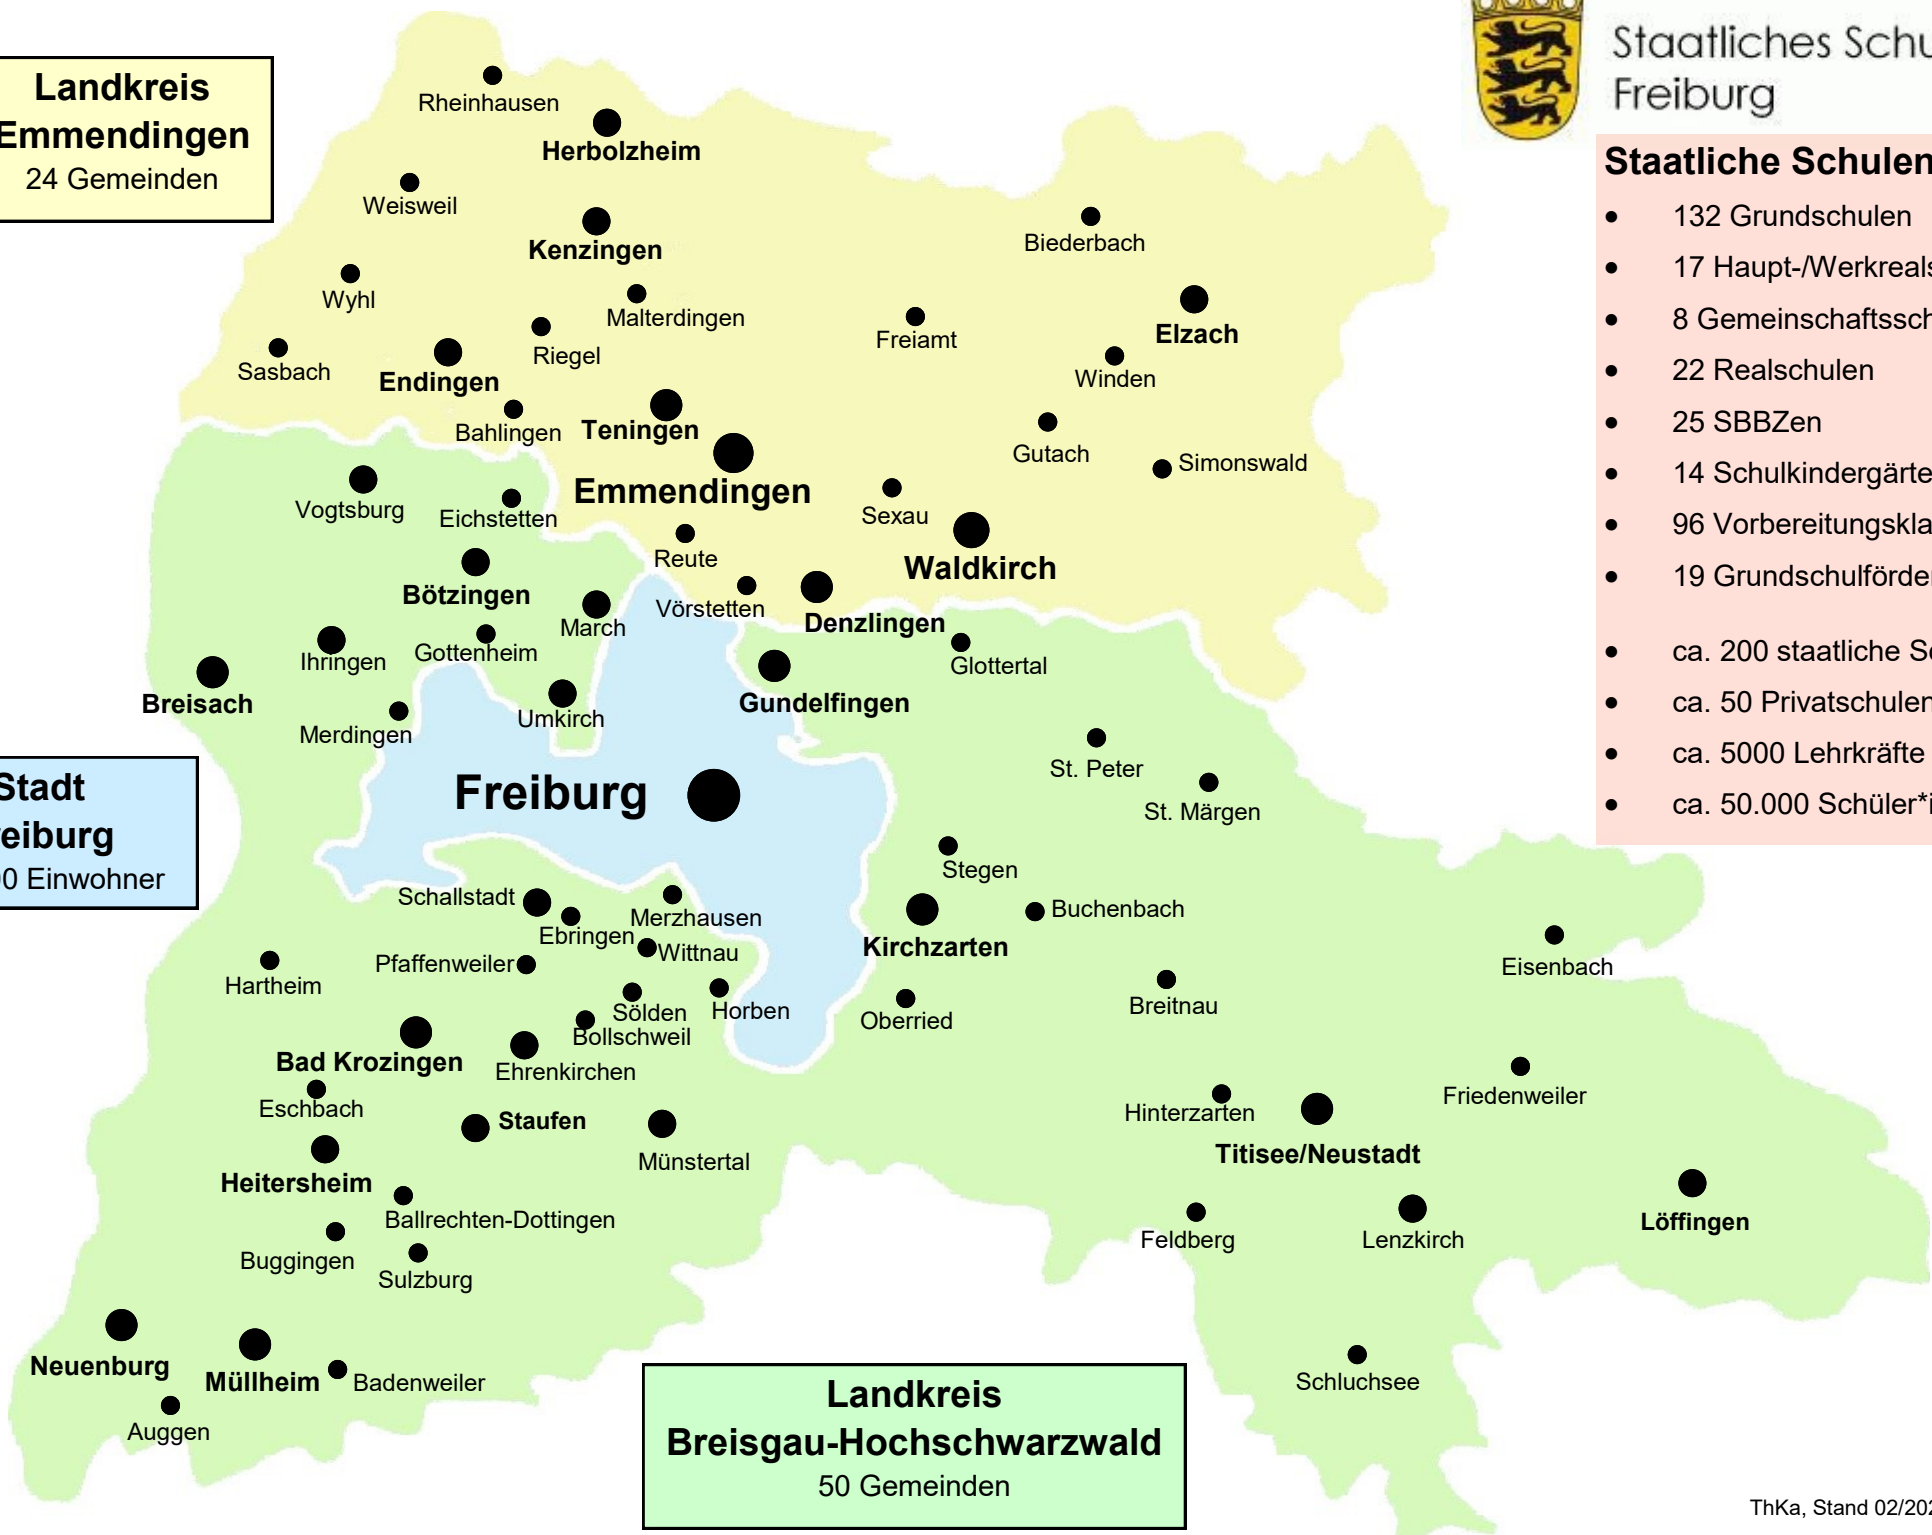 Staatliches Schu
Freiburg
Landkreis
Emmendingen
24 Gemeinden
Staatliche Schulen
• 132 Grundschulen
• 17 Haupt-/Werkreals
• 8 Gemeinschaftssch
• 22 Realschulen
• 25 SBBZen
• 14 Schulkindergärte
• 96 Vorbereitungskla
• 19 Grundschulförde
• ca. 200 staatliche S
• ca. 50 Privatschulen
• ca. 5000 Lehrkräfte
• ca. 50.000 Schüler*i
Rheinhausen
Herbolzheim
Weisweil
Kenzingen
Biederbach
Wyhl
Malterdingen
Freiamt
Elzach
Riegel
Sasbach
Endingen
Winden
Bahlingen
Teningen
Gutach
Simonswald
Emmendingen
Vogtsburg
Eichstetten
Sexau
Reute
Waldkirch
Bötzingen
Vörstetten
Denzlingen
March
Gottenheim
Ihringen
Glottertal
Breisach
Gundelfingen
Umkirch
Merdingen
St. Peter
Stadt
eiburg
0 Einwohner
Freiburg
St. Märgen
Stegen
Schallstadt
Merzhausen
Buchenbach
Ebringen
Kirchzarten
Wittnau
Pfaffenweiler
Eisenbach
Hartheim
Breitnau
Sölden
Horben
Oberried
Bollschweil
Bad Krozingen
Ehrenkirchen
Friedenweiler
Eschbach
Hinterzarten
Staufen
Titisee/Neustadt
Münstertal
Heitersheim
Ballrechten-Dottingen
Löffingen
Feldberg
Lenzkirch
Buggingen
Sulzburg
Neuenburg
Müllheim
Badenweiler
Schluchsee
Auggen
Landkreis
Breisgau-Hochschwarzwald
50 Gemeinden
ThKa, Stand 02/202